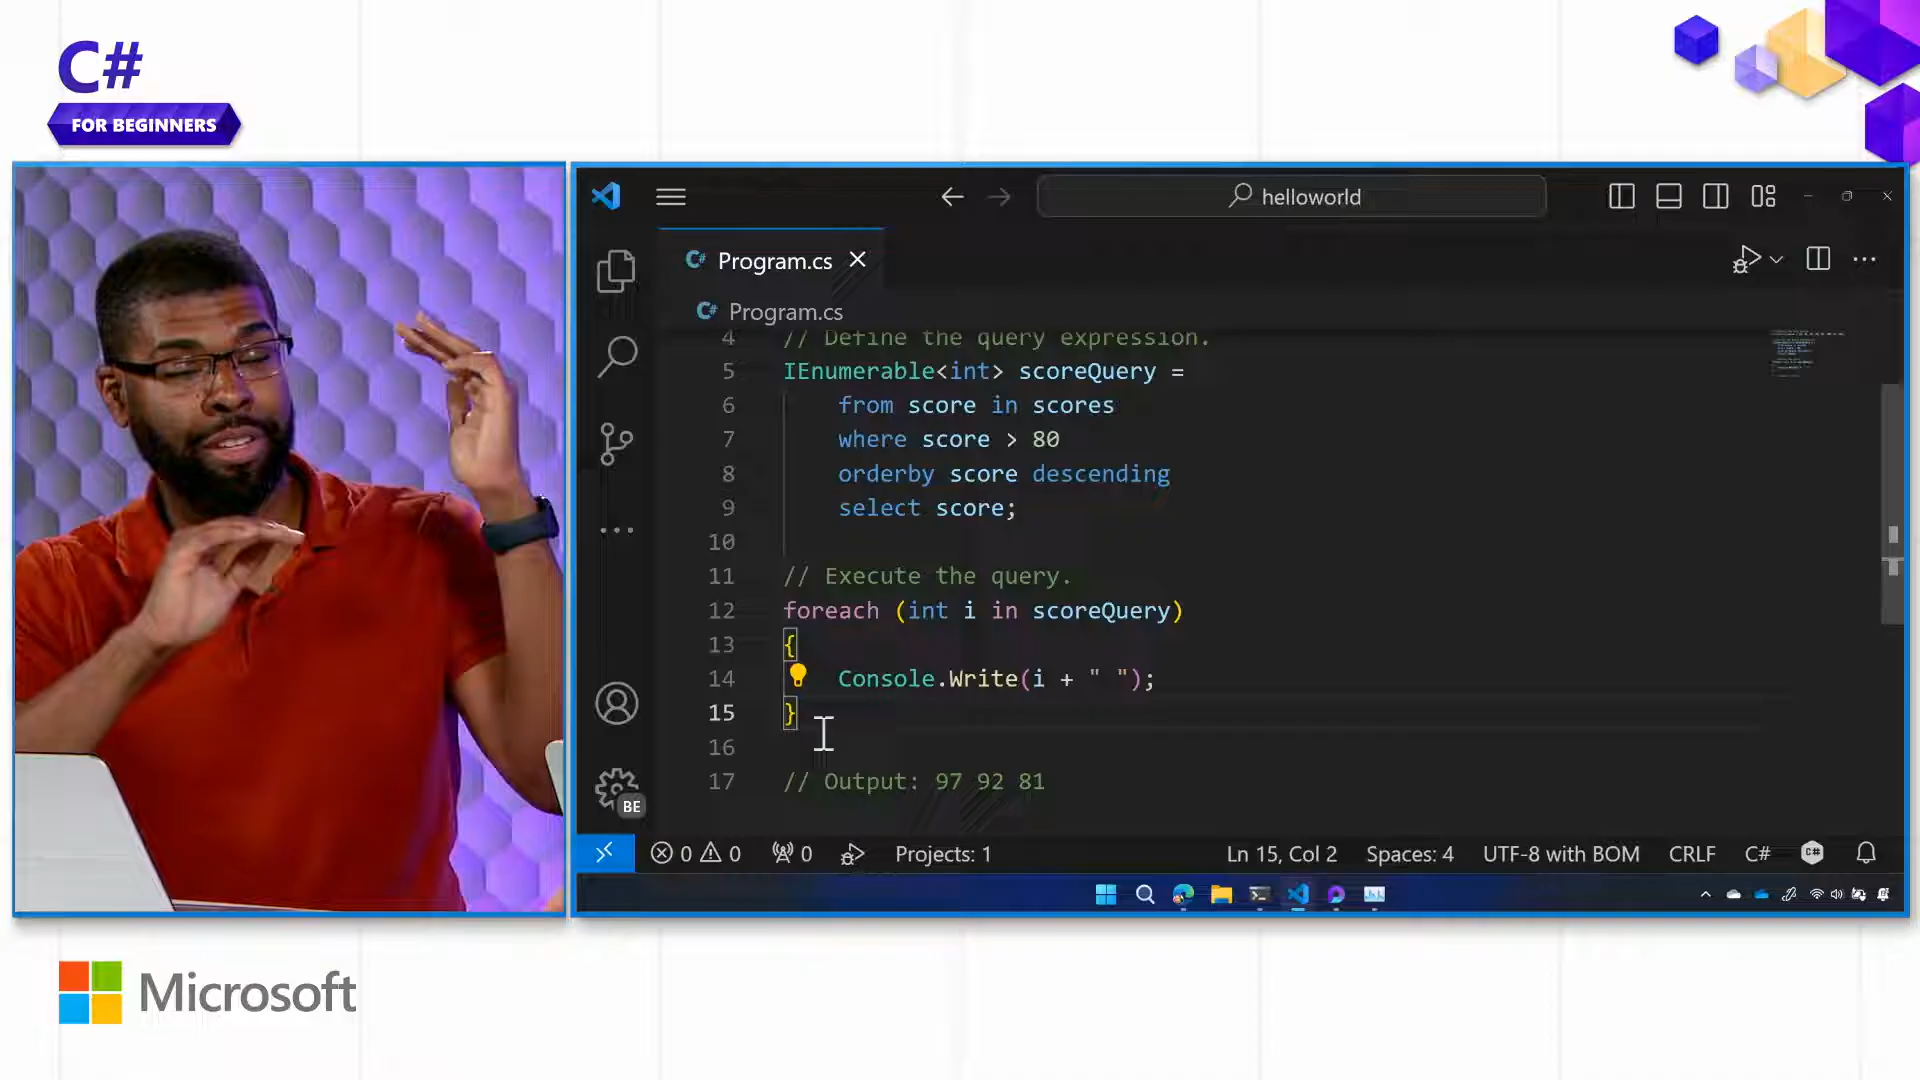 C#
FOR BEGINNERS
helloworld
C# Program.cs
C# Program.cs
4 // Define the query expression.
5 IEnumerable<int> scoreQuery =
6 from score in scores
7 where score > 80
8 orderby score descending
9 select score;
10
11 // Execute the query.
12 foreach (int i in scoreQuery)
13 {
14 Console.Write(i + " ");
15 }
16
17 // Output: 97 92 81
BE
0 0 0 Projects: 1 Ln 15, Col 2 Spaces: 4 UTF-8 with BOM CRLF C# C#
Microsoft